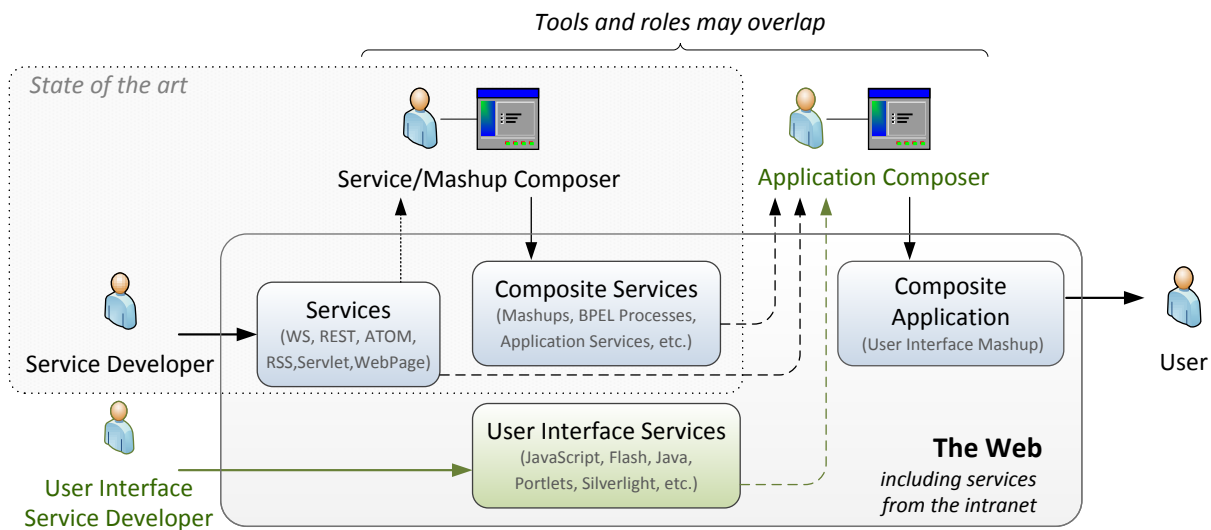 Tools and roles may overlap
State of the art
Service/Mashup Composer
Application Composer
Service Developer
Services
(WS, REST, ATOM,
RSS,Servlet,WebPage)
Composite Services
(Mashups, BPEL Processes,
Application Services, etc.)
Composite
Application
(User Interface Mashup)
User
User Interface
Service Developer
User Interface Services
(JavaScript, Flash, Java,
Portlets, Silverlight, etc.)
The Web
including services
from the intranet